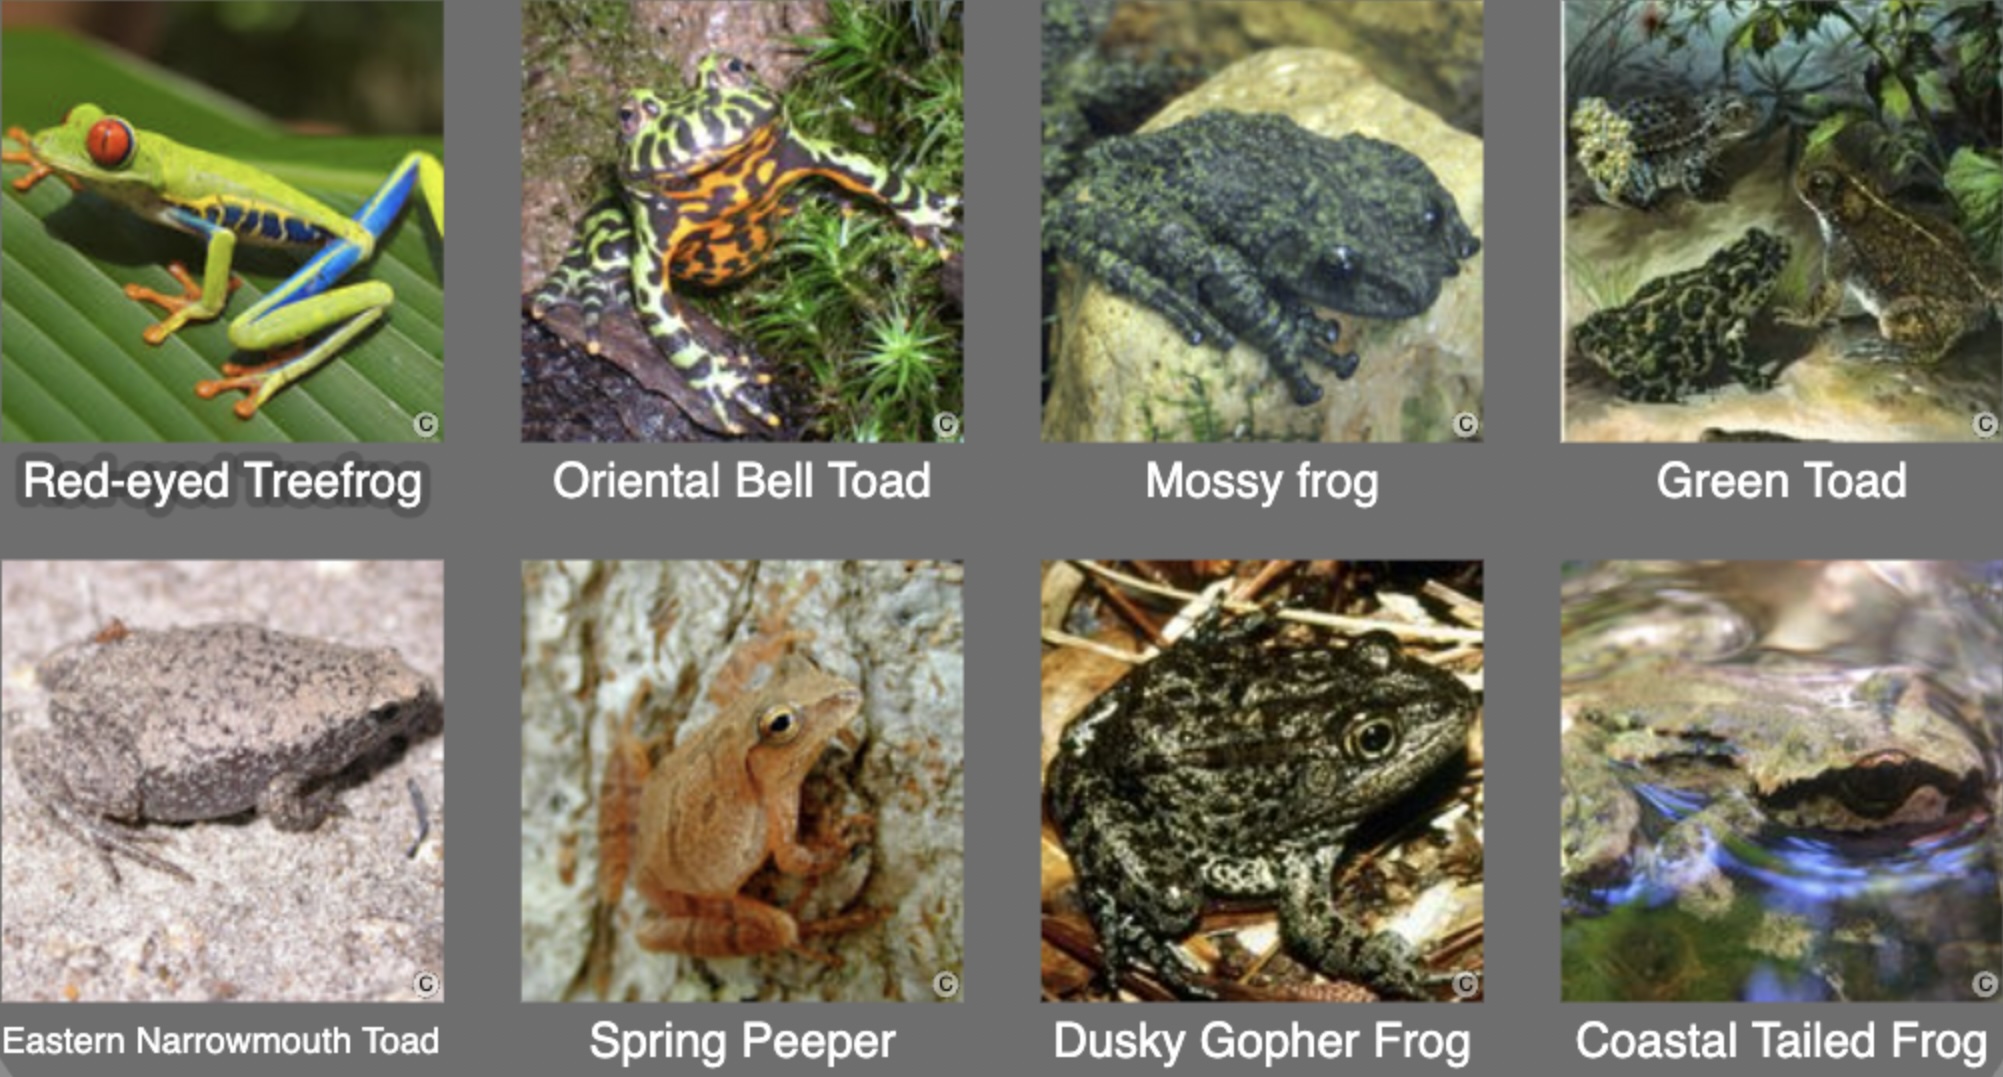 © © © ©
Red-eyed Treefrog Oriental Bell Toad Mossy frog Green Toad
© © © ©
Eastern Narrowmouth Toad Spring Peeper Dusky Gopher Frog Coastal Tailed Frog